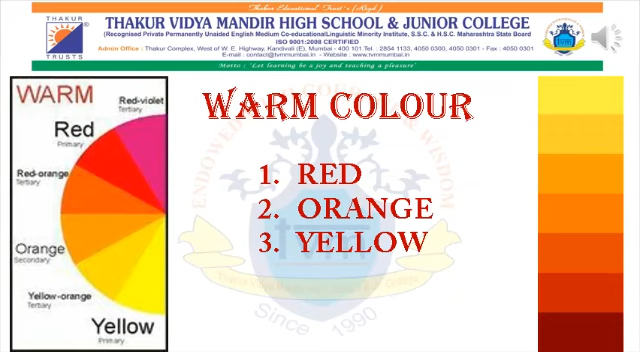 Thakur Educational Trust's (Regd.)
THAKUR
TRUSTS
THAKUR VIDYA MANDIR HIGH SCHOOL & JUNIOR COLLEGE
(Recognised Private Permanently Unaided English Medium Co-educational/Linguistic Minority Institute, S.S.C. & H.S.C. Maharashtra State Board
ISO 9001:2008 CERTIFIED
Admin Office : Thakur Complex, West of W. E. Highway, Kandivali (E), Mumbai - 400 101 Tel. : 2854 1133, 4050 0300, 4050 0301 - Fax : 4050 0301
E-mail : contact@tvmmumbai.in - Website : www.tvmmumbai.in
Motto : "Let learning be a joy and teaching a pleasure"
WARM
Red-violet
Tertiary
Red
Primary
Red-orange
Tertiary
Orange
Secondary
Yellow-orange
Tertiary
Yellow
Primary
WARM COLOUR
1. RED
2. ORANGE
3. YELLOW
tvm
Since 1990